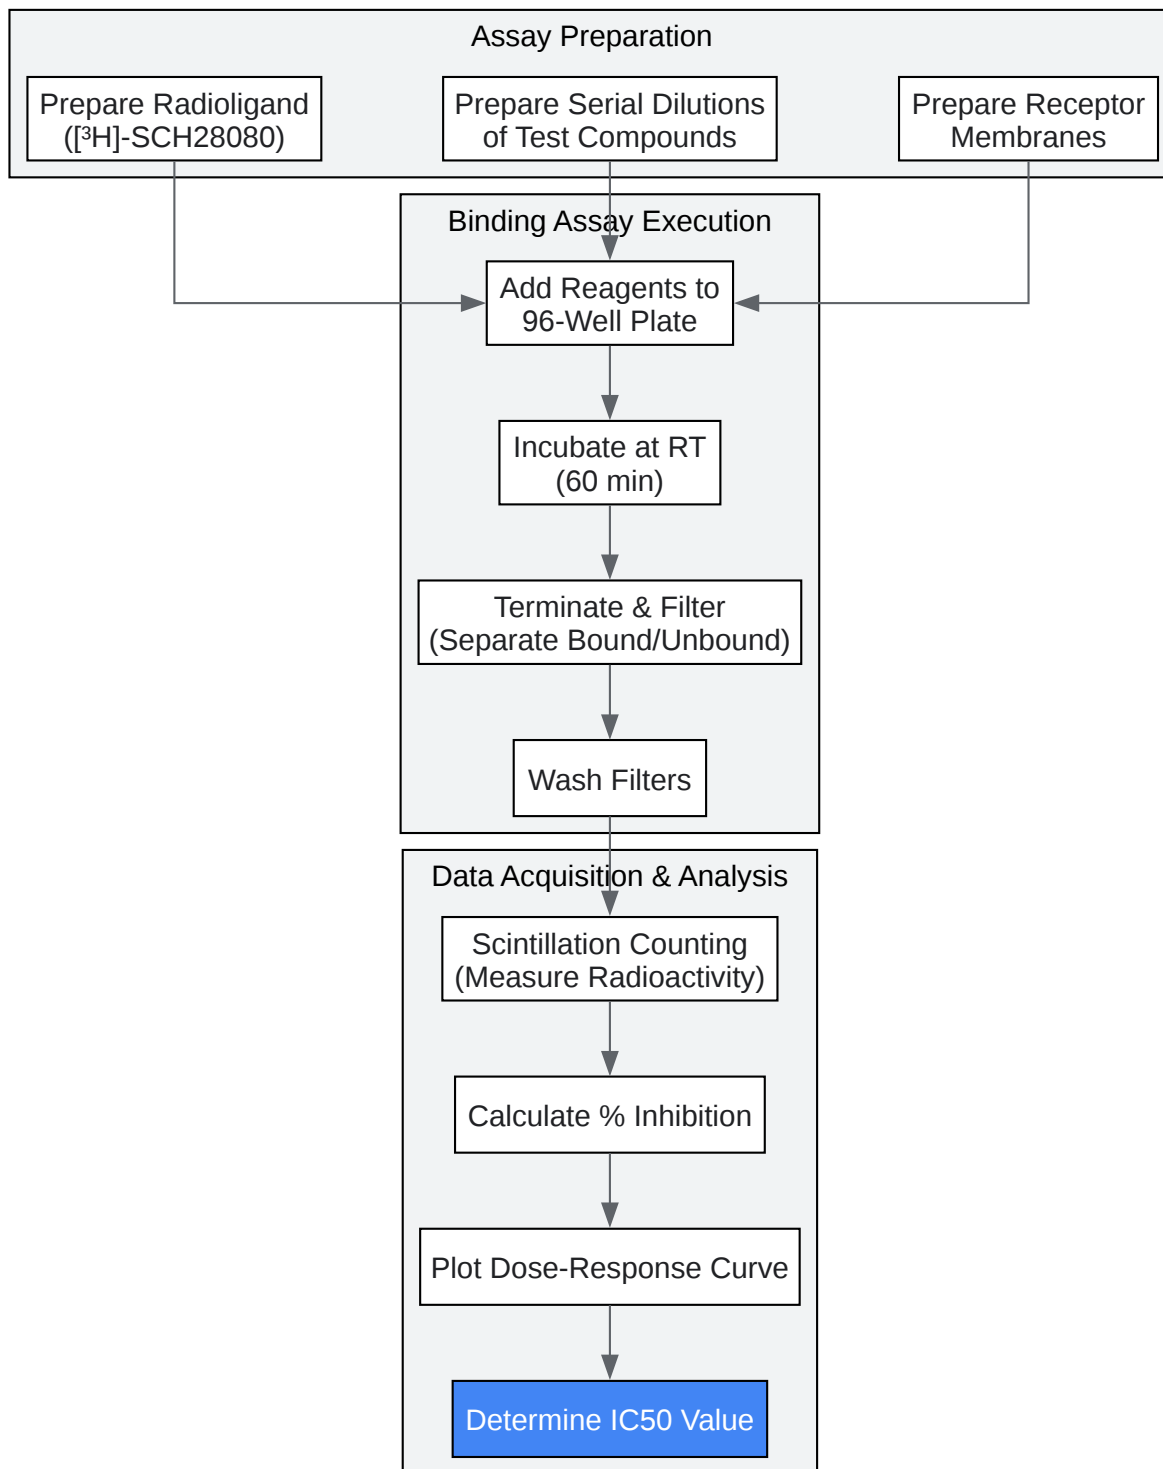 Assay Preparation
Prepare Radioligand
([³H]-SCH28080)
Prepare Serial Dilutions
of Test Compounds
Prepare Receptor
Membranes
Binding Assay Execution
Add Reagents to
96-Well Plate
Incubate at RT
(60 min)
Terminate & Filter
(Separate Bound/Unbound)
Wash Filters
Data Acquisition & Analysis
Scintillation Counting
(Measure Radioactivity)
Calculate % Inhibition
Plot Dose-Response Curve
Determine IC50 Value